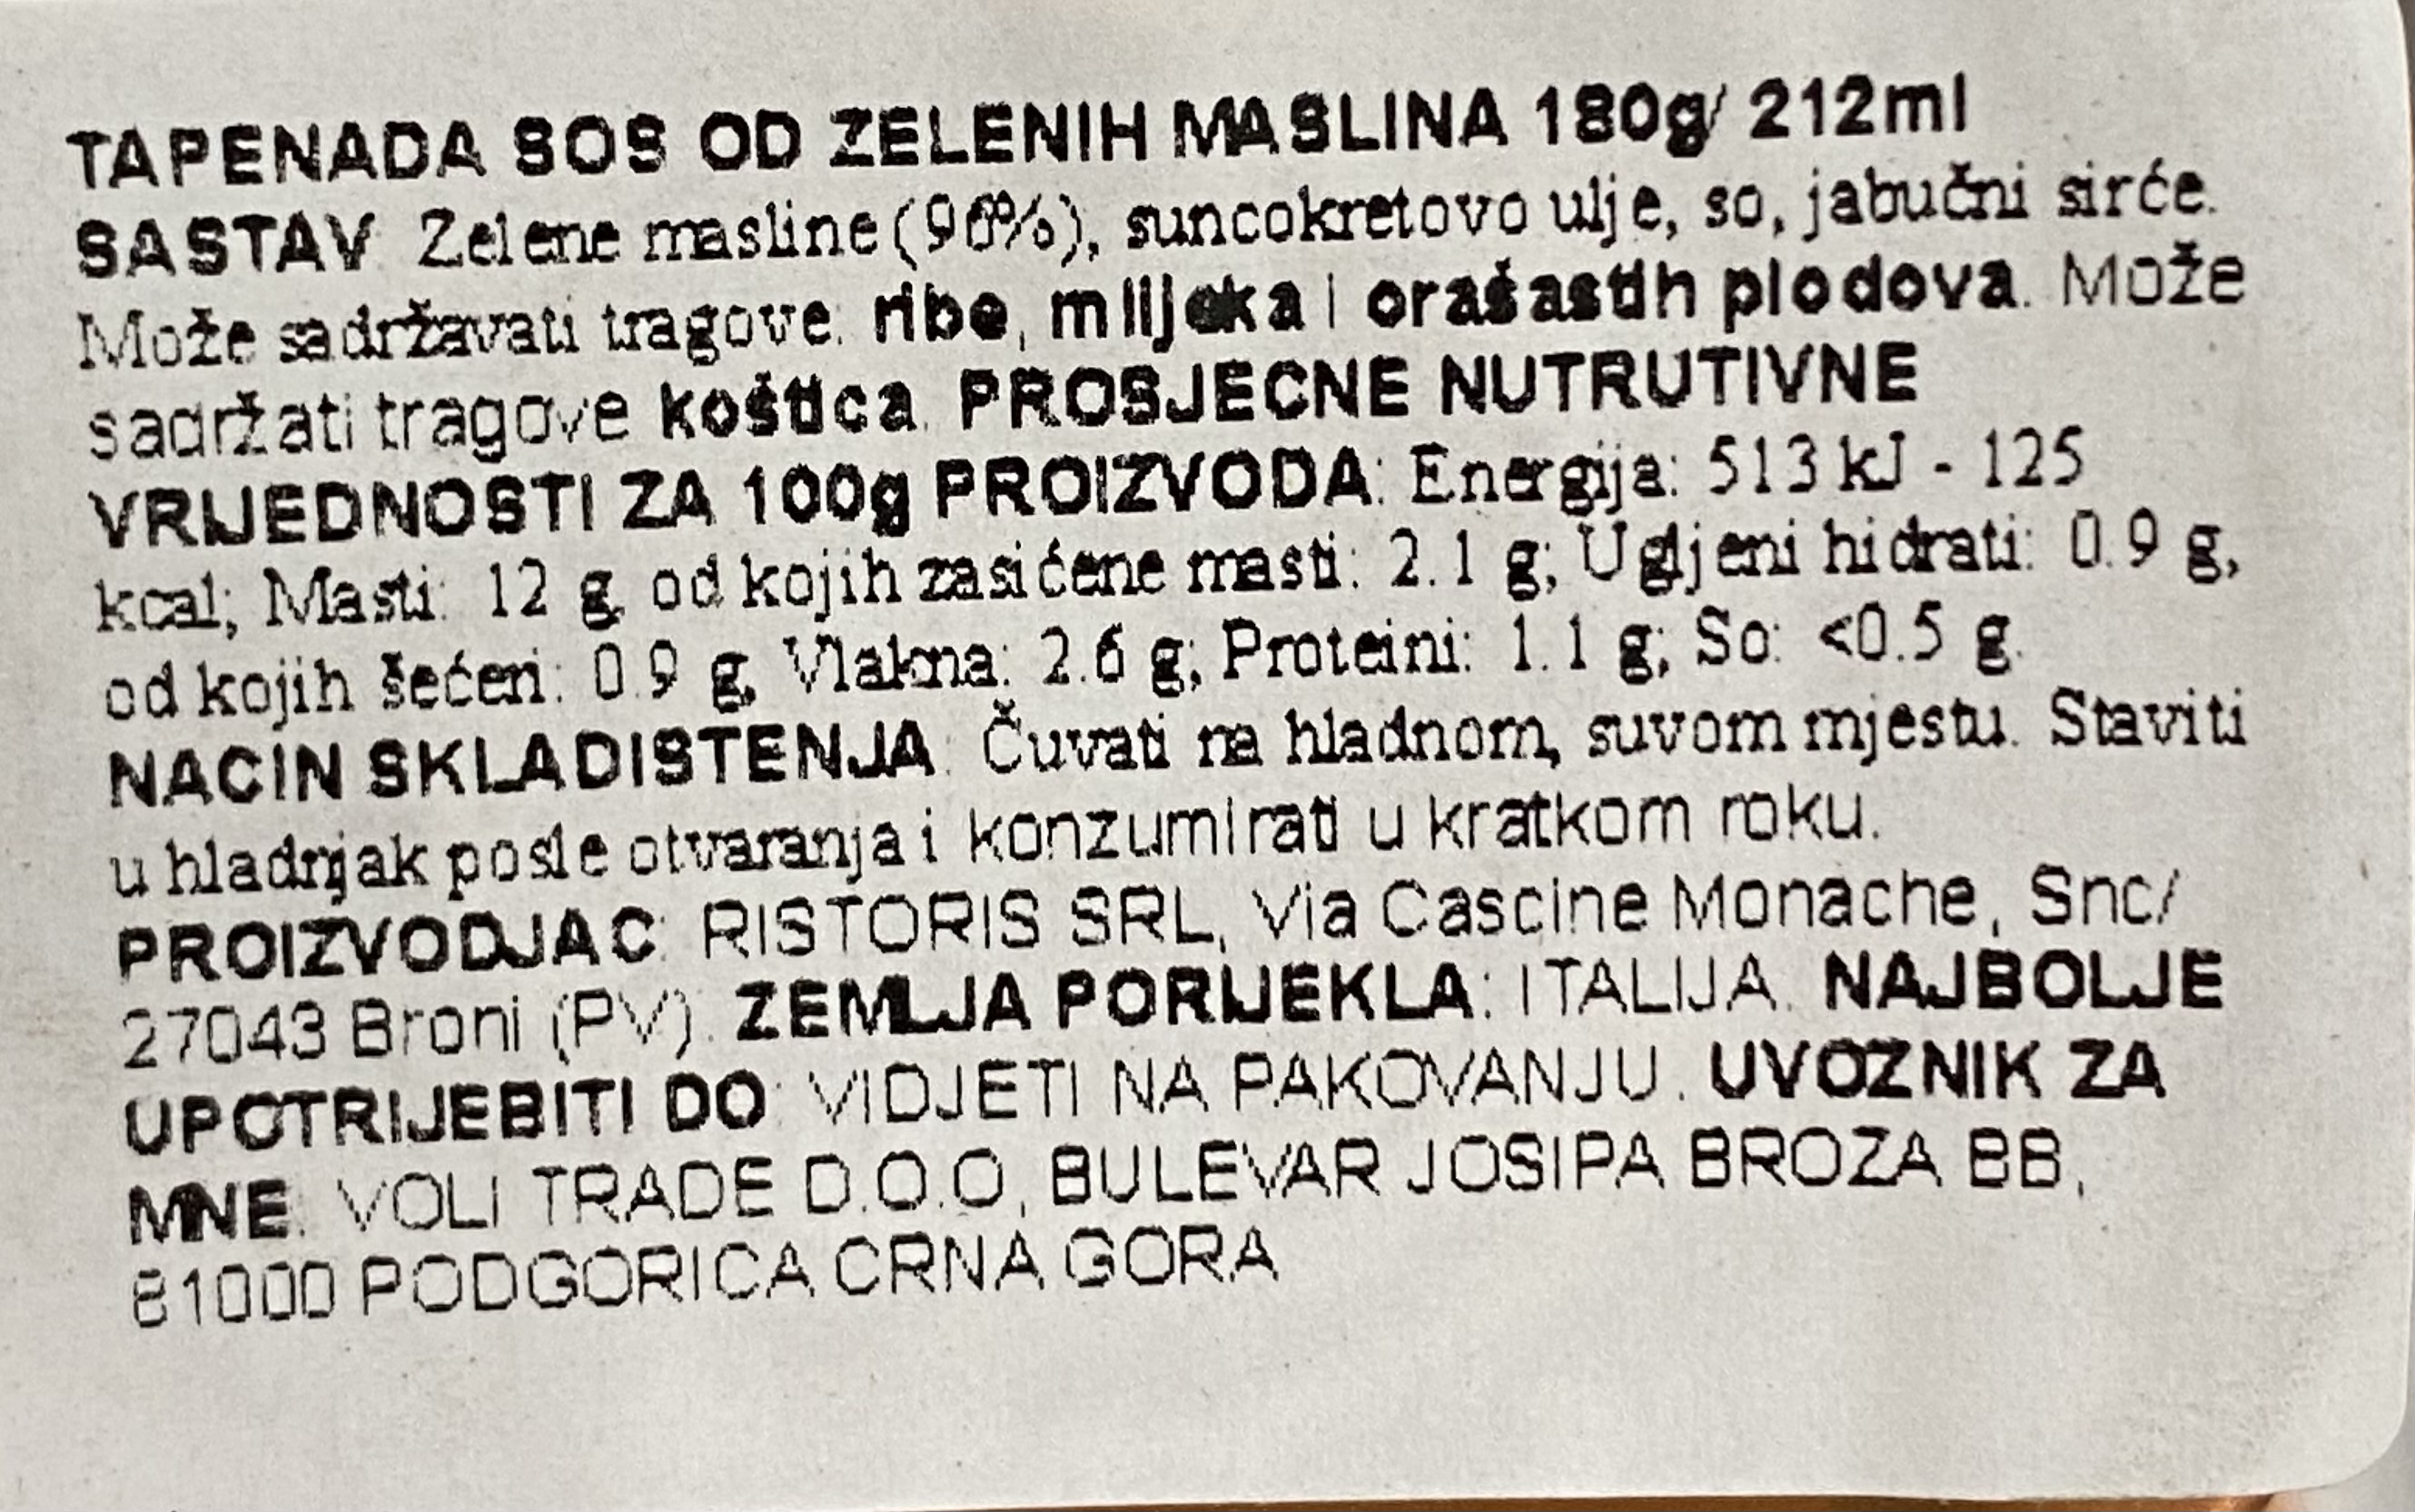 TAPENADA SOS OD ZELENIH MASLINA 180g/ 212ml
SASTAV: Zelene masline (96%), suncokretovo ulje, so, jabučni sirće.
Može sadržavati tragove: ribe, mlijeka i orašastih plodova. Može
sadržati tragove koštica. PROSJECNE NUTRUTIVNE
VRIJEDNOSTI ZA 100g PROIZVODA: Energija: 513 kJ - 125
kcal; Masti: 12 g, od kojih zasićene masti: 2.1 g; Ugljeni hidrati: 0.9 g,
od kojih šećeri: 0.9 g, Vlakna: 2.6 g; Proteini: 1.1 g; So: <0.5 g.
NACIN SKLADISTENJA: Čuvati na hladnom, suvom mjestu. Staviti
u hladnjak posle otvaranja i konzumirati u kratkom roku.
PROIZVODJAC: RISTORIS SRL, Via Cascine Monache, Snc/
27043 Broni (PV). ZEMLJA PORIJEKLA: ITALIJA. NAJBOLJE
UPOTRIJEBITI DO: VIDJETI NA PAKOVANJU. UVOZNIK ZA
MNE: VOLI TRADE D.O.O, BULEVAR JOSIPA BROZA BB,
81000 PODGORICA CRNA GORA